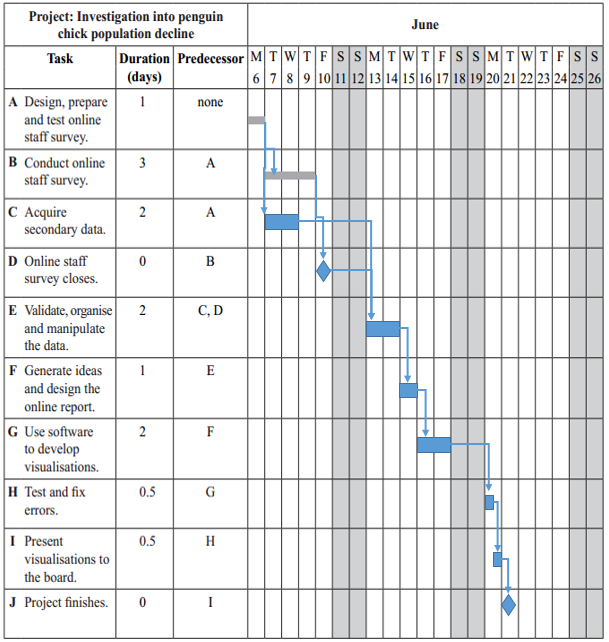 Project: Investigation into penguin
chick population decline
June
Task Duration Predecessor M T W T F S S M T W T F S S M T W T F S S
(days) 6 7 8 9 10 11 12 13 14 15 16 17 18 19 20 21 22 23 24 25 26
A Design, prepare 1 none
and test online
staff survey.
B Conduct online 3 A
staff survey.
C Acquire 2 A
secondary data.
D Online staff 0 B
survey closes.
E Validate, organise 2 C, D
and manipulate
the data.
F Generate ideas 1 E
and design the
online report.
G Use software 2 F
to develop
visualisations.
H Test and fix 0.5 G
errors.
I Present 0.5 H
visualisations to
the board.
J Project finishes. 0 I